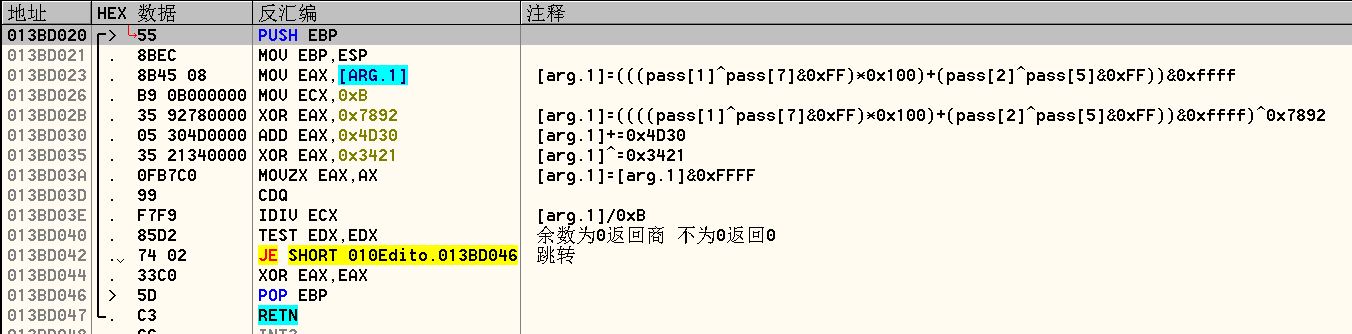 地址 HEX 数据 反汇编 注释
013BD020 > 55 PUSH EBP
013BD021 . 8BEC MOV EBP,ESP
013BD023 . 8B45 08 MOV EAX,[ARG.1] [arg.1]=(((pass[1]^pass[7]&0xFF)*0x100)+(pass[2]^pass[5]&0xFF))&0xffff
013BD026 . B9 0B000000 MOV ECX,0xB
013BD02B . 35 92780000 XOR EAX,0x7892 [arg.1]=((((pass[1]^pass[7]&0xFF)*0x100)+(pass[2]^pass[5]&0xFF))&0xffff)^0x7892
013BD030 . 05 304D0000 ADD EAX,0x4D30 [arg.1]+=0x4D30
013BD035 . 35 21340000 XOR EAX,0x3421 [arg.1]^=0x3421
013BD03A . 0FB7C0 MOVZX EAX,AX [arg.1]=[arg.1]&0xFFFF
013BD03D . 99 CDQ
013BD03E . F7F9 IDIV ECX [arg.1]/0xB
013BD040 . 85D2 TEST EDX,EDX 余数为0返回商 不为0返回0
013BD042 . 74 02 JE SHORT 010Edito.013BD046 跳转
013BD044 . 33C0 XOR EAX,EAX
013BD046 > 5D POP EBP
013BD047 . C3 RETN
013BD048 CC INT3